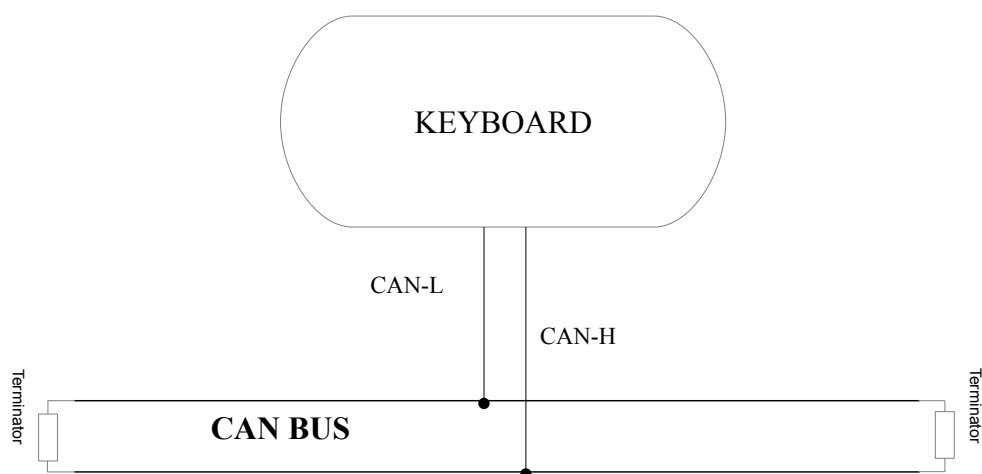 KEYBOARD
CAN-L
CAN-H
Terminator
Terminator
CAN BUS